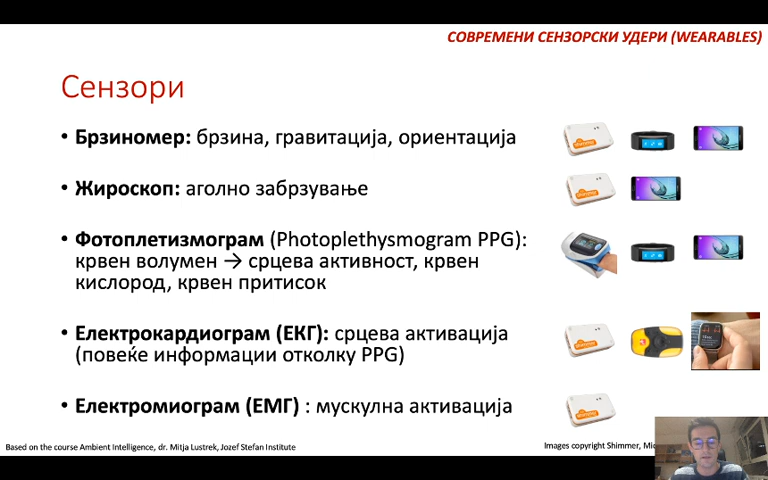 СОВРЕМЕНИ СЕНЗОРСКИ УДЕРИ (WEARABLES)
Сензори
• Брзиномер: брзина, гравитација, ориентација
• Жироскоп: аголно забрзување
• Фотоплетизмограм (Photoplethysmogram PPG):
крвен волумен → срцева активност, крвен
кислород, крвен притисок
• Електрокардиограм (ЕКГ): срцева активација
(повеќе информации отколку PPG)
• Електромиограм (ЕМГ) : мускулна активација
Based on the course Ambient Intelligence, dr. Mitja Lustrek, Jozef Stefan Institute
Images copyright Shimmer,